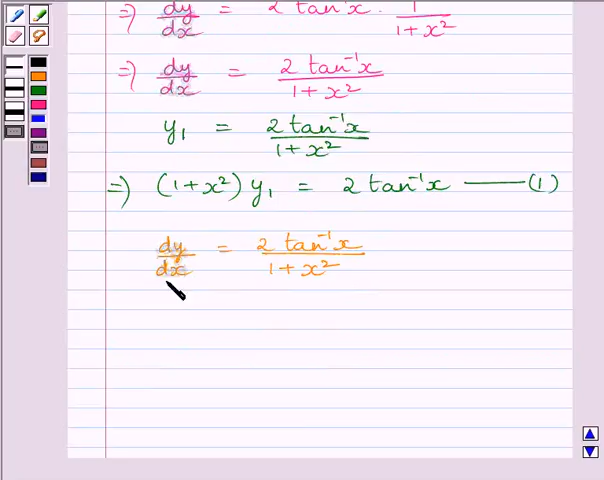 ⇒ dy/dx = 2 tan⁻¹x · 1/(1+x²)
⇒ dy/dx = 2 tan⁻¹x/(1+x²)
y₁ = 2 tan⁻¹x/(1+x²)
⇒ (1+x²) y₁ = 2 tan⁻¹x —— (1)
dy/dx = 2 tan⁻¹x/(1+x²)